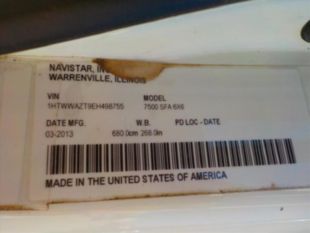 NAVISTAR, IN
WARRENVILLE, ILLINOIS
VIN MODEL
1HTWWAZT9EH498755 7500 SFA 6X6
DATE MFG. W.B. PD LOC - DATE
03-2013 680.0cm 268.0in
MADE IN THE UNITED STATES OF AMERICA